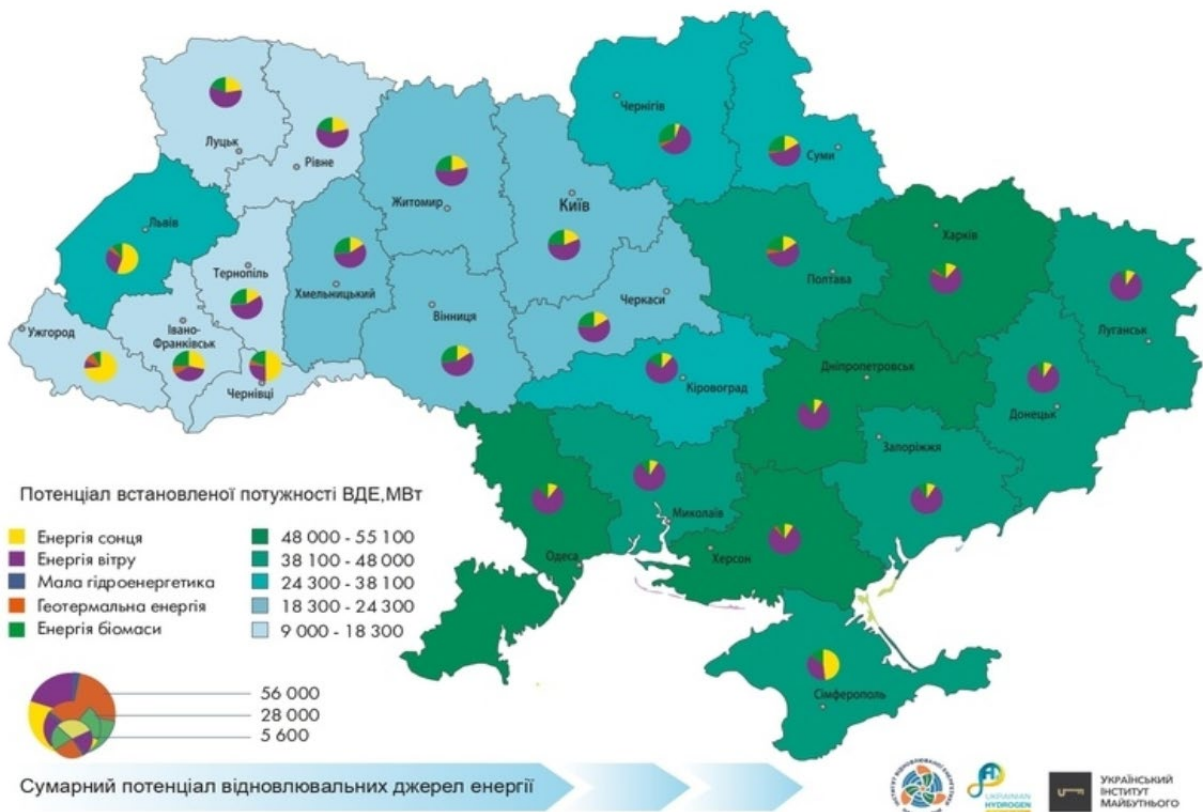 Чернігів
Суми
Луцьк
Рівне
Житомир
Київ
Львів
Харків
Тернопіль
Хмельницький
Полтава
Луганськ
Вінниця
Черкаси
Ужгород
Івано-
Франківськ
Чернівці
Кіровоград
Дніпропетровськ
Донецьк
Запоріжжя
Миколаїв
Одеса
Херсон
Сімферополь
Потенціал встановленої потужності ВДЕ,МВт
Енергія сонця
Енергія вітру
Мала гідроенергетика
Геотермальна енергія
Енергія біомаси
48 000 - 55 100
38 100 - 48 000
24 300 - 38 100
18 300 - 24 300
9 000 - 18 300
56 000
28 000
5 600
Сумарний потенціал відновлювальних джерел енергії
UKRAINIAN
HYDROGEN
УКРАЇНСЬКИЙ
ІНСТИТУТ
МАЙБУТНЬОГО